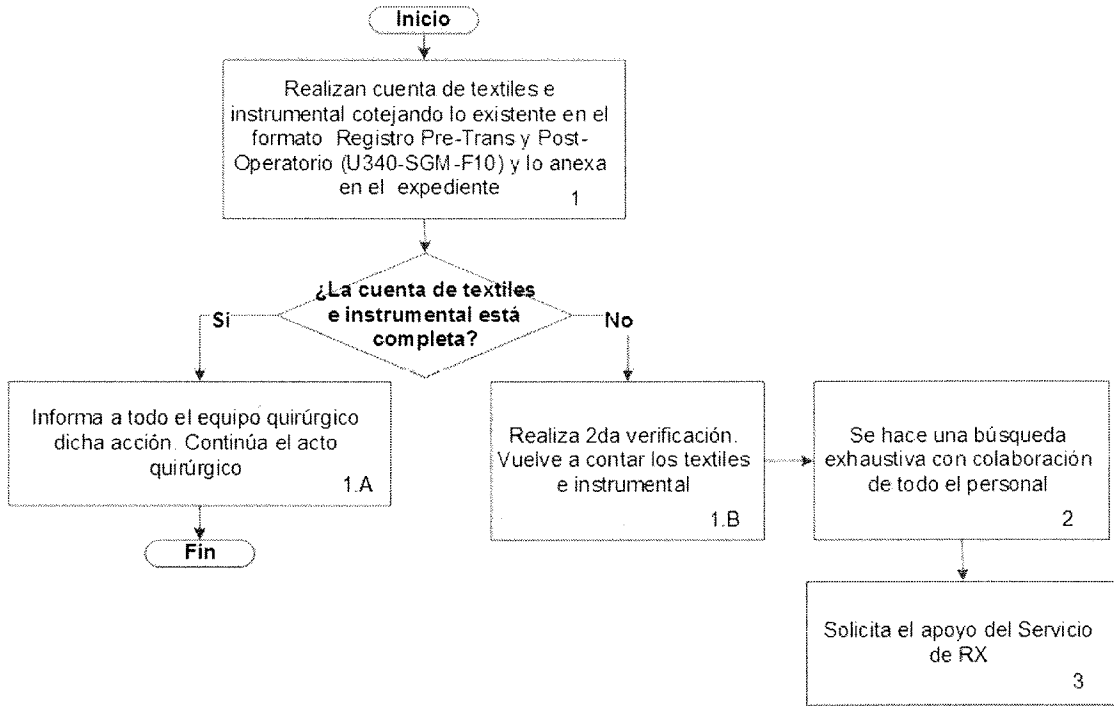 Inicio
Realizan cuenta de textiles e
instrumental cotejando lo existente en el
formato Registro Pre-Trans y Post-
Operatorio (U340-SGM-F10) y lo anexa
en el expediente
1
¿La cuenta de textiles
e instrumental está
completa?
Si
No
Informa a todo el equipo quirúrgico
dicha acción. Continúa el acto
quirúrgico
1.A
Fin
Realiza 2da verificación.
Vuelve a contar los textiles
e instrumental
1.B
Se hace una búsqueda
exhaustiva con colaboración
de todo el personal
2
Solicita el apoyo del Servicio
de RX
3